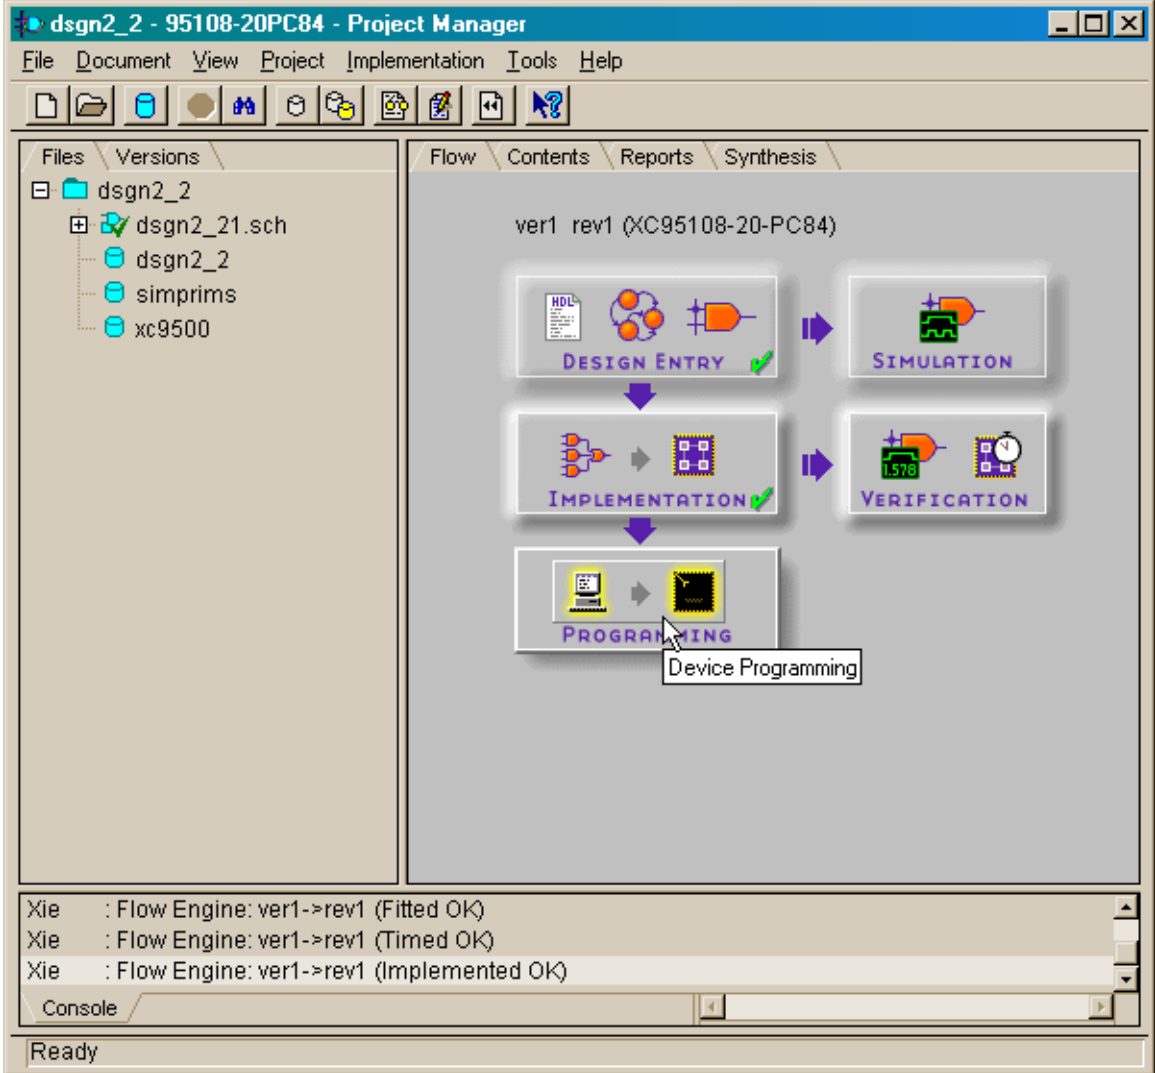 dsgn2_2 - 95108-20PC84 - Project Manager
File Document View Project Implementation Tools Help
Files Versions
dsgn2_2
dsgn2_21.sch
dsgn2_2
simprims
xc9500
Flow Contents Reports Synthesis
ver1 rev1 (XC95108-20-PC84)
HDL
DESIGN ENTRY
SIMULATION
IMPLEMENTATION
1.578
VERIFICATION
PROGRAMMING
Device Programming
Xie : Flow Engine: ver1->rev1 (Fitted OK)
Xie : Flow Engine: ver1->rev1 (Timed OK)
Xie : Flow Engine: ver1->rev1 (Implemented OK)
Console
Ready